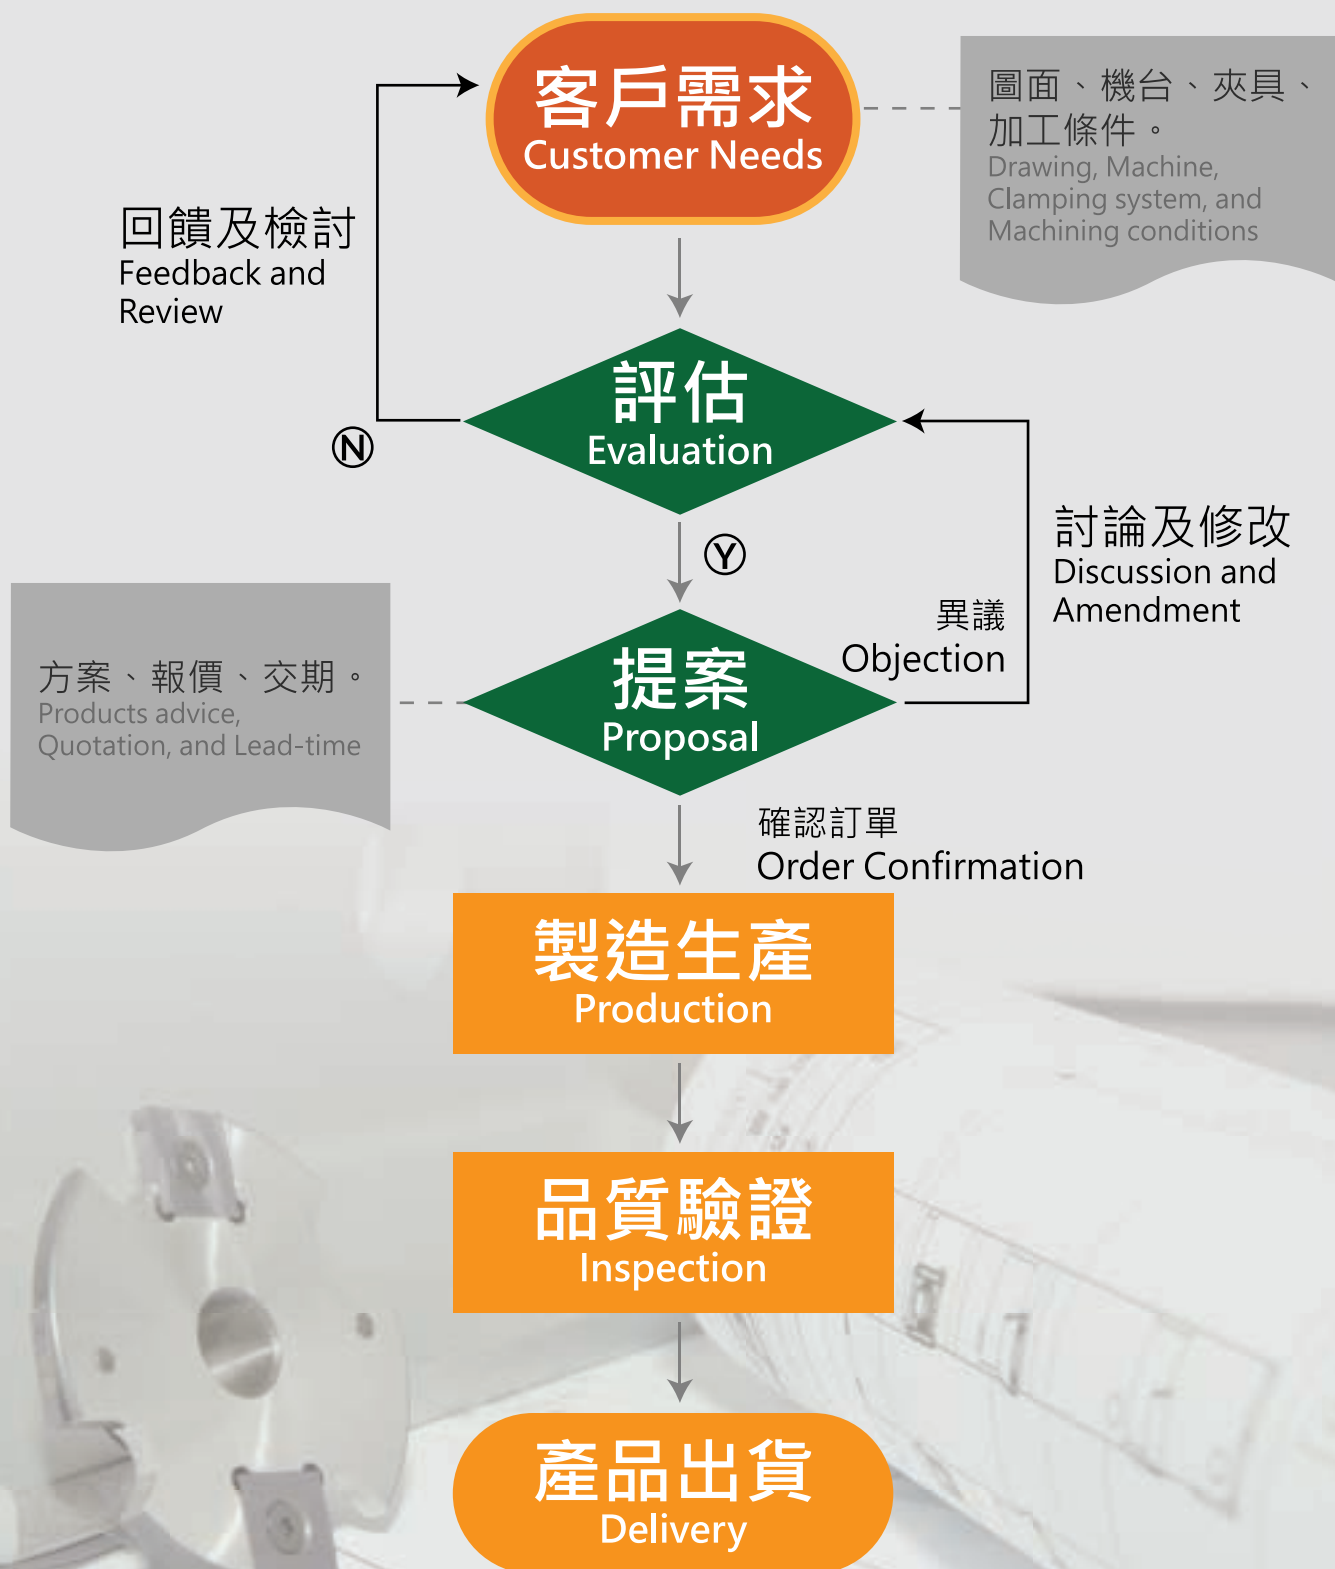 客戶需求
Customer Needs
圖面、機台、夾具、
加工條件。
Drawing, Machine,
Clamping system, and
Machining conditions
回饋及檢討
Feedback and
Review
評估
Evaluation
Ⓝ
Ⓨ
討論及修改
Discussion and
Amendment
異議
Objection
方案、報價、交期。
Products advice,
Quotation, and Lead-time
提案
Proposal
確認訂單
Order Confirmation
製造生產
Production
品質驗證
Inspection
產品出貨
Delivery